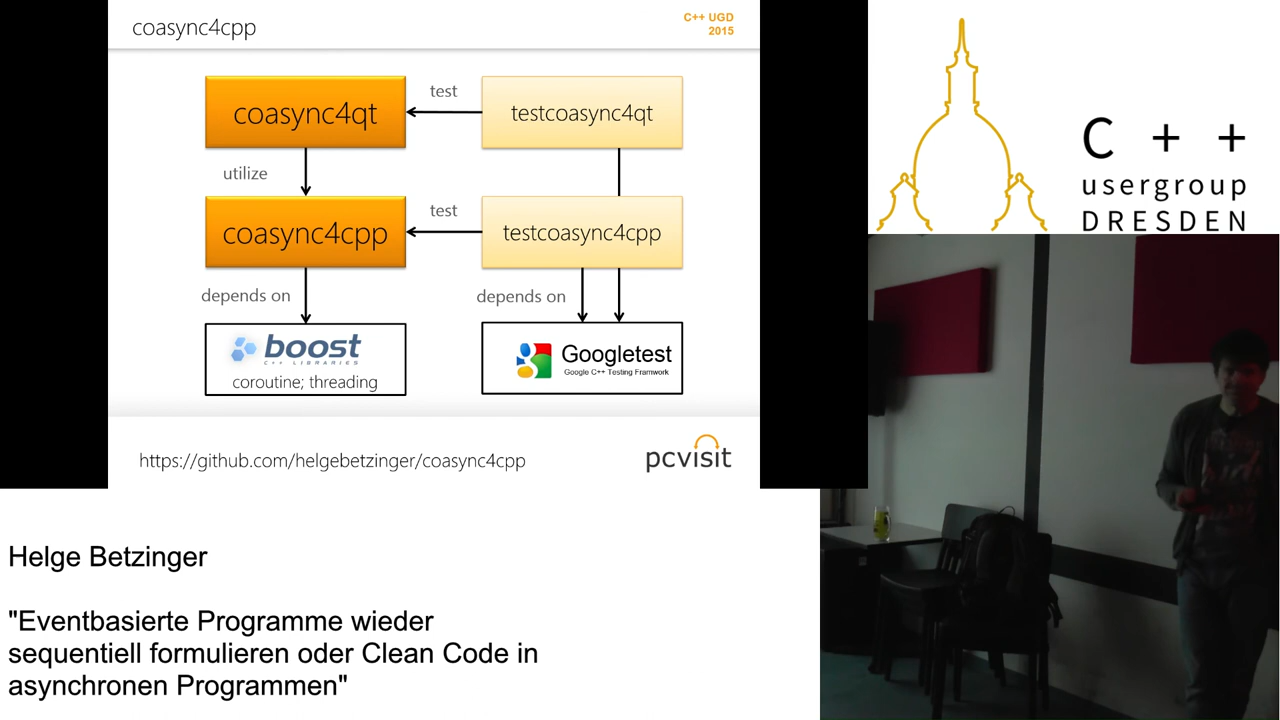 coasync4cpp
C++ UGD
2015
coasync4qt
test
testcoasync4qt
utilize
coasync4cpp
test
testcoasync4cpp
depends on
depends on
boost
C++ LIBRARIES
coroutine; threading
Googletest
Google C++ Testing Framwork
https://github.com/helgebetzinger/coasync4cpp
pcvisit
C + +
usergroup
DRESDEN
Helge Betzinger
"Eventbasierte Programme wieder
sequentiell formulieren oder Clean Code in
asynchronen Programmen"